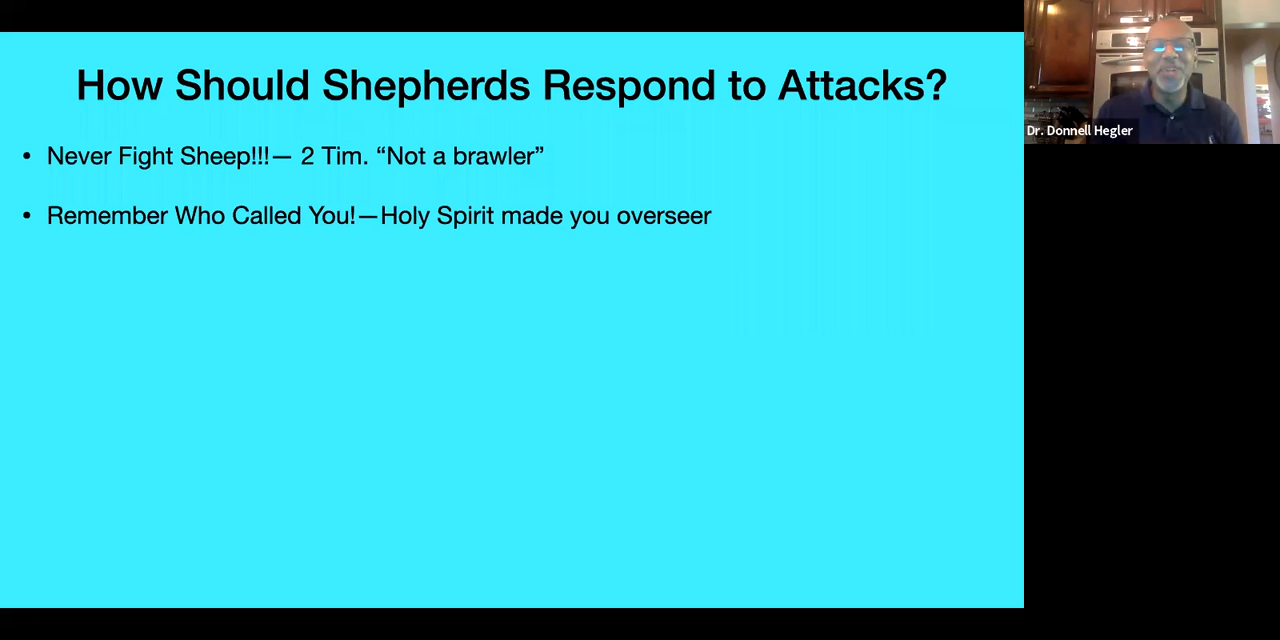 How Should Shepherds Respond to Attacks?
• Never Fight Sheep!!!— 2 Tim. “Not a brawler”
• Remember Who Called You!—Holy Spirit made you overseer
Dr. Donnell Hegler